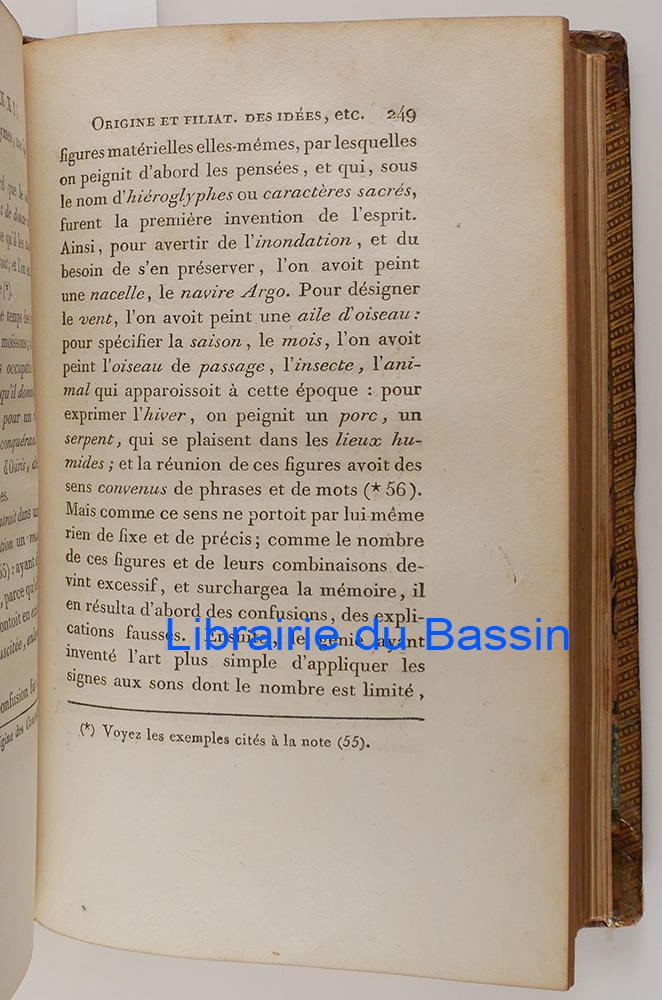 ORIGINE ET FILIAT. DES IDÉES, etc. 249
figures matérielles elles-mêmes, par lesquelles
on peignit d'abord les pensées, et qui, sous
le nom d'hiéroglyphes ou caractères sacrés,
furent la première invention de l'esprit.
Ainsi, pour avertir de l'inondation, et du
besoin de s'en préserver, l'on avoit peint
une nacelle, le navire Argo. Pour désigner
le vent, l'on avoit peint une aile d'oiseau:
pour spécifier la saison, le mois, l'on avoit
peint l'oiseau de passage, l'insecte, l'ani-
mal qui apparoissoit à cette époque : pour
exprimer l'hiver, on peignit un porc, un
serpent, qui se plaisent dans les lieux hu-
mides; et la réunion de ces figures avoit des
sens convenus de phrases et de mots (* 56).
Mais comme ce sens ne portoit par lui même
rien de fixe et de précis; comme le nombre
de ces figures et de leurs combinaisons de-
vint excessif, et surchargea la mémoire, il
en résulta d'abord des confusions, des expli-
cations fausses. Ensuite, le génie ayant
inventé l'art plus simple d'appliquer les
signes aux sons dont le nombre est limité,
(*) Voyez les exemples cités à la note (55).
Librairie du Bassin